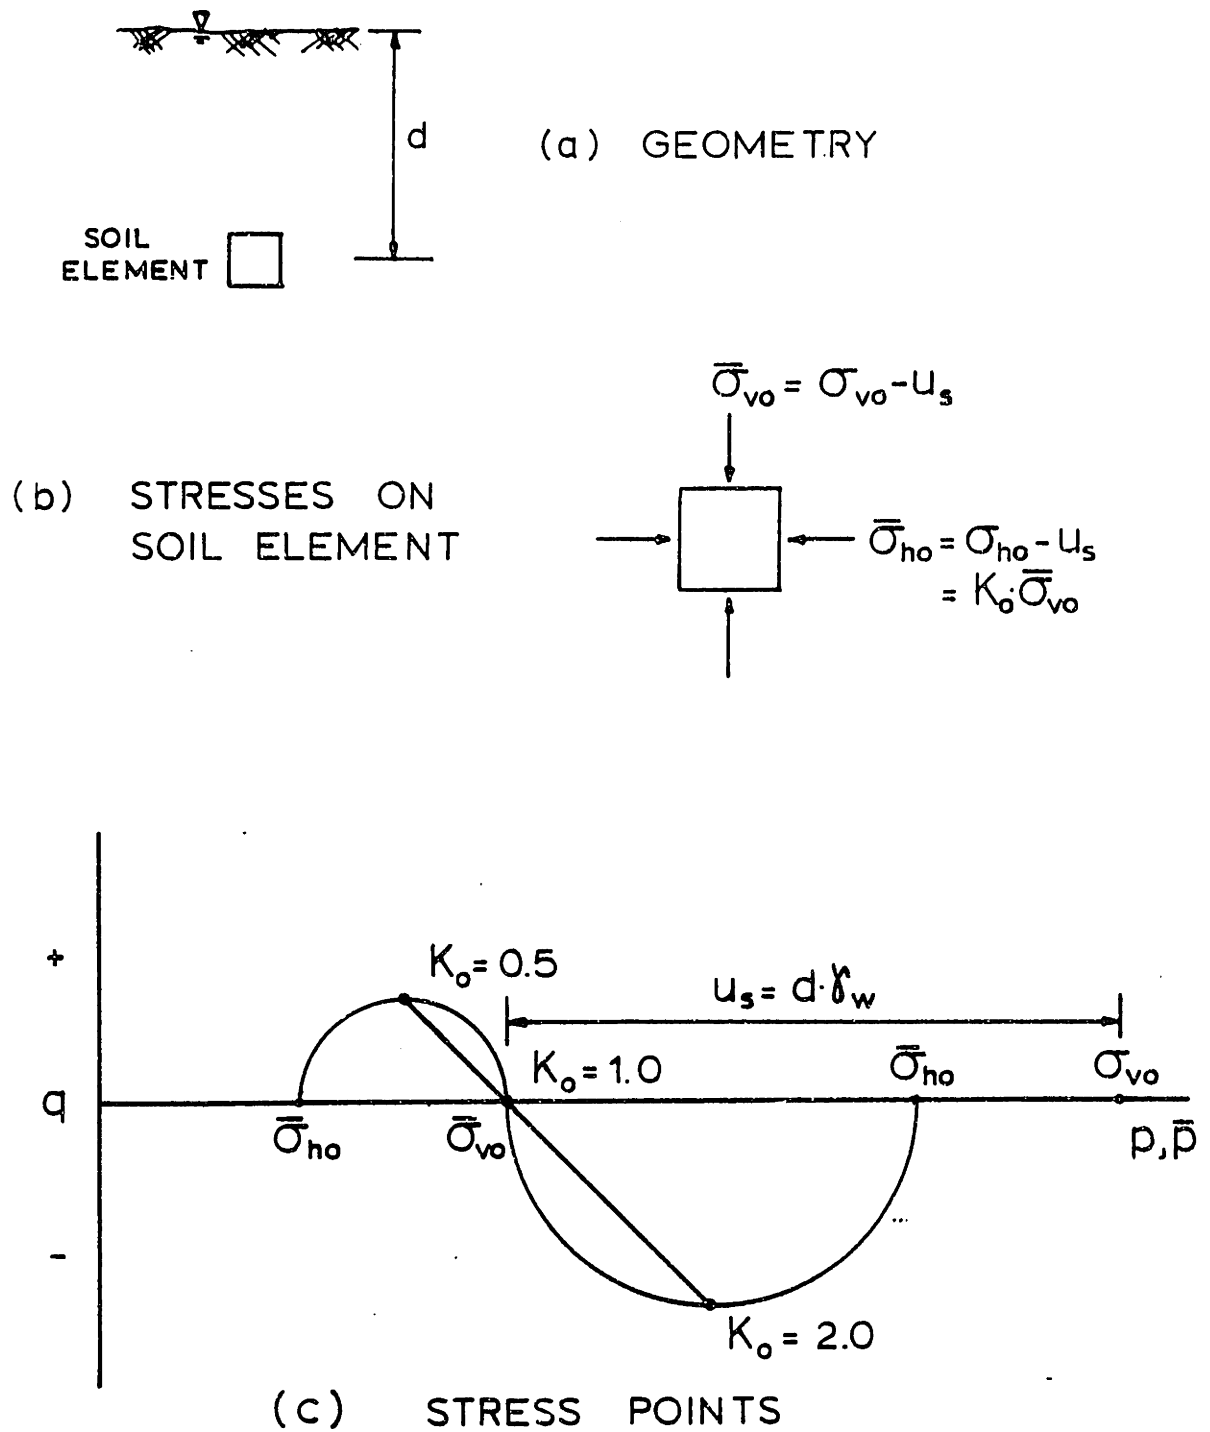 d
(a) GEOMETRY
SOIL
ELEMENT
σ̄vo = σvo - us
(b) STRESSES ON
SOIL ELEMENT
σ̄ho = σho - us
= Ko·σ̄vo
+
Ko = 0.5
us = d·γw
Ko = 1.0
σ̄ho
σvo
q
σ̄ho
σ̄vo
p, p̄
-
Ko = 2.0
(c) STRESS POINTS